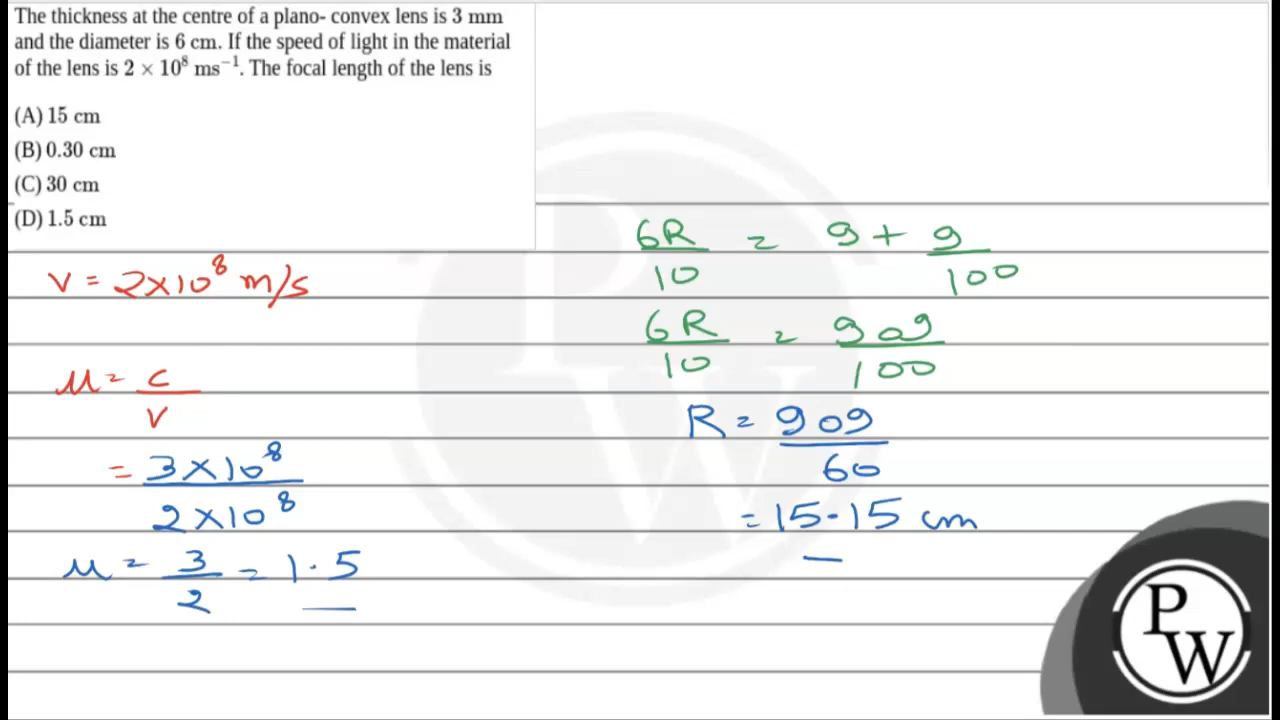 The thickness at the centre of a plano- convex lens is 3 mm
and the diameter is 6 cm. If the speed of light in the material
of the lens is 2 × 10⁸ ms⁻¹. The focal length of the lens is
(A) 15 cm
(B) 0.30 cm
(C) 30 cm
(D) 1.5 cm
v = 2×10⁸ m/s
μ = c/v
= 3×10⁸/2×10⁸
μ = 3/2 = 1.5
6R/10 = 9 + 9/100
6R/10 = 909/100
R = 909/60
= 15.15 cm
PW
PW